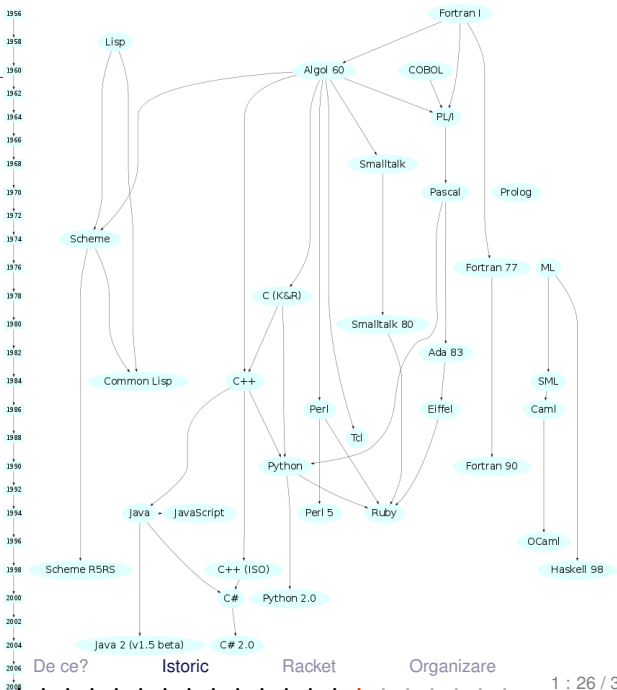 1956
Fortran I
1958
Lisp
1960
Algol 60
COBOL
1962
1964
PL/I
1966
1968
Smalltalk
1970
Pascal
Prolog
1972
1974
Scheme
1976
Fortran 77
ML
1978
C (K&R)
1980
Smalltalk 80
1982
Ada 83
1984
Common Lisp
C++
SML
1986
Perl
Eiffel
Caml
1988
Tcl
1990
Python
Fortran 90
1992
1994
Java
JavaScript
Perl 5
Ruby
1996
OCaml
1998
Scheme R5RS
C++ (ISO)
Haskell 98
2000
C#
Python 2.0
2002
2004
Java 2 (v1.5 beta)
C# 2.0
2006
De ce?
Istoric
Racket
Organizare
2008
1 : 26 / 3